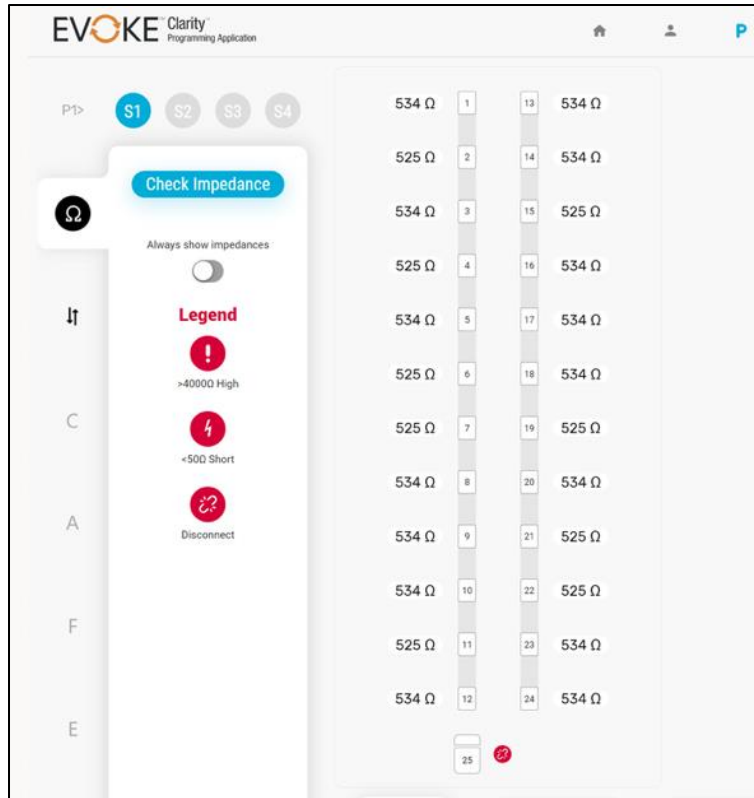 EVOKE™ Clarity™
Programming Application
P
P1> S1 S2 S3 S4
Check Impedance
Ω
Always show impedances
Legend
>4000Ω High
<50Ω Short
Disconnect
C
A
F
E
534 Ω 1 13 534 Ω
525 Ω 2 14 534 Ω
534 Ω 3 15 525 Ω
525 Ω 4 16 534 Ω
534 Ω 5 17 534 Ω
525 Ω 6 18 534 Ω
525 Ω 7 19 525 Ω
534 Ω 8 20 534 Ω
534 Ω 9 21 525 Ω
534 Ω 10 22 525 Ω
525 Ω 11 23 534 Ω
534 Ω 12 24 534 Ω
25